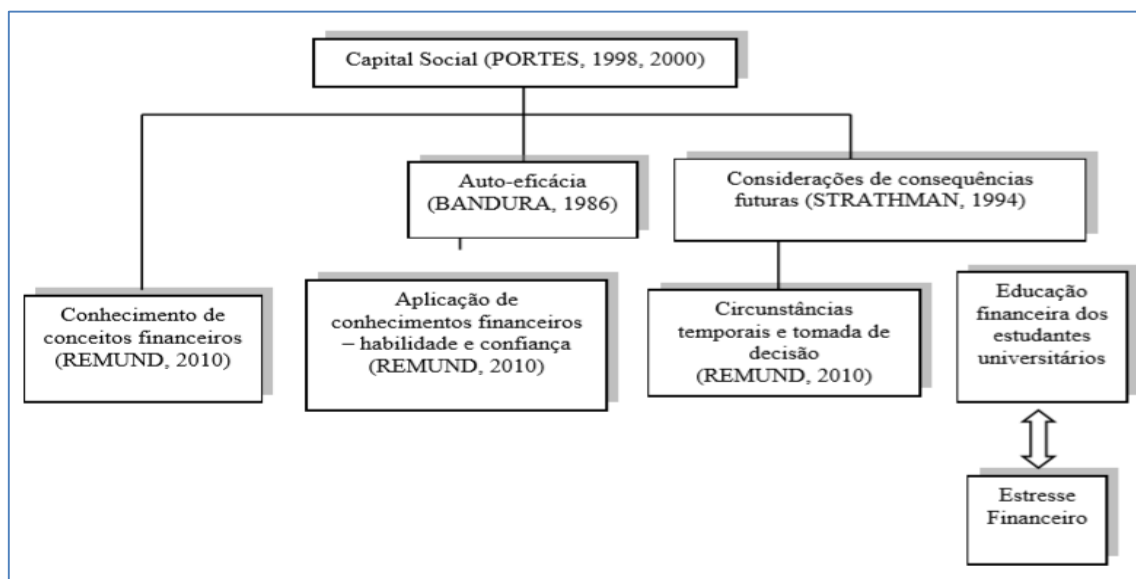 Capital Social (PORTES, 1998, 2000)
Auto-eficácia
(BANDURA, 1986)
Considerações de consequências
futuras (STRATHMAN, 1994)
Conhecimento de
conceitos financeiros
(REMUND, 2010)
Aplicação de
conhecimentos financeiros
– habilidade e confiança
(REMUND, 2010)
Circunstâncias
temporais e tomada de
decisão
(REMUND, 2010)
Educação
financeira dos
estudantes
universitários
Estresse
Financeiro